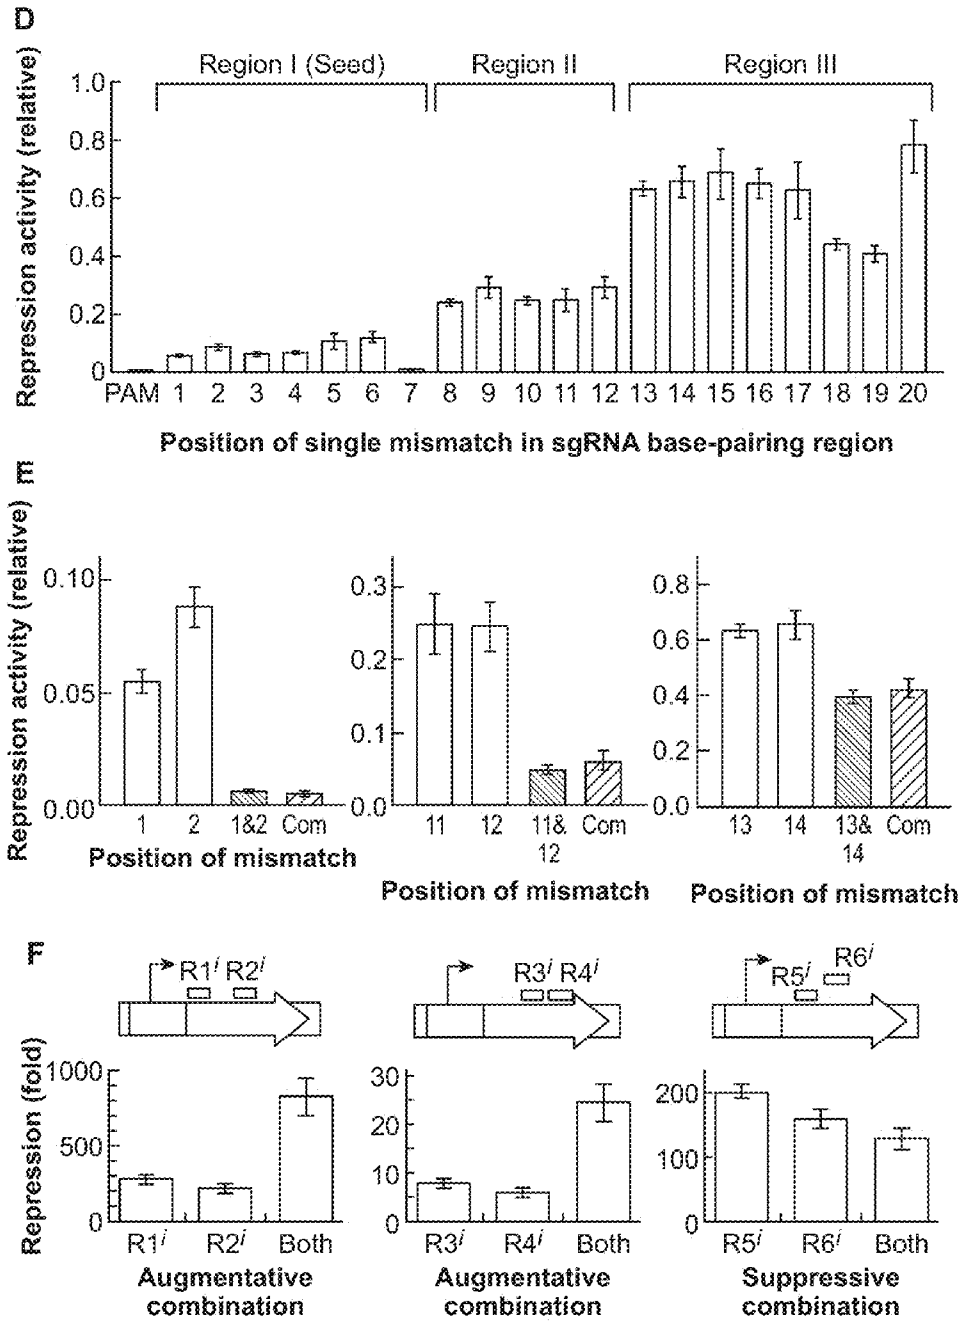 D
Region I (Seed) Region II Region III
Repression activity (relative)
1.0
0.8
0.6
0.4
0.2
0
PAM 1 2 3 4 5 6 7 8 9 10 11 12 13 14 15 16 17 18 19 20
Position of single mismatch in sgRNA base-pairing region
E
Repression activity (relative)
0.10
0.05
0.00
1 2 1&2 Com
Position of mismatch
0.3
0.2
0.1
0.0
11 12 11& Com
12
Position of mismatch
0.8
0.6
0.4
0.2
0.0
13 14 13& Com
14
Position of mismatch
F
R1i R2i
R3i R4i
R5i R6i
Repression (fold)
1000
500
0
R1i R2i Both
Augmentative
combination
30
20
10
0
R3i R4i Both
Augmentative
combination
200
100
0
R5i R6i Both
Suppressive
combination